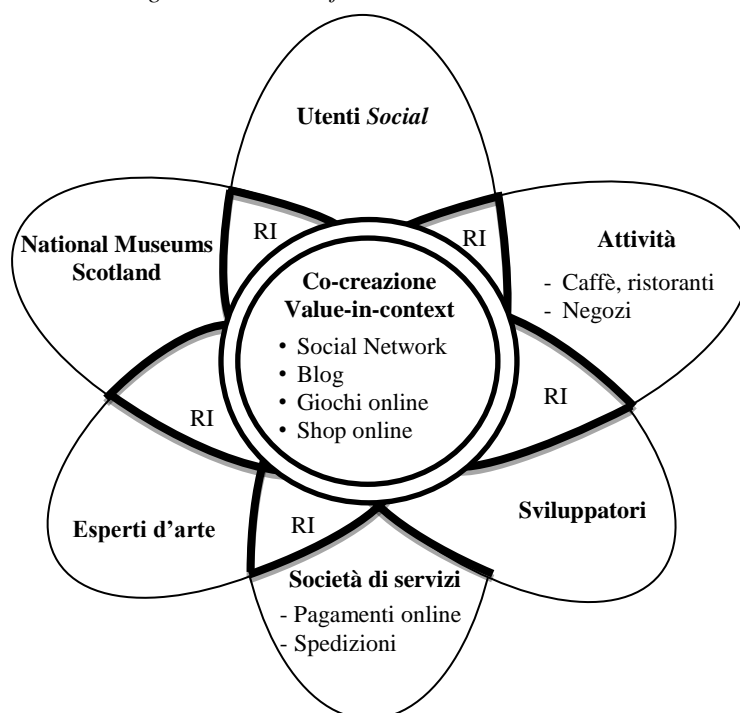 Utenti Social
RI
RI
National Museums
Scotland
Attività
- Caffè, ristoranti
- Negozi
Co-creazione
Value-in-context
• Social Network
• Blog
• Giochi online
• Shop online
RI
RI
Esperti d'arte
RI
Sviluppatori
Società di servizi
- Pagamenti online
- Spedizioni